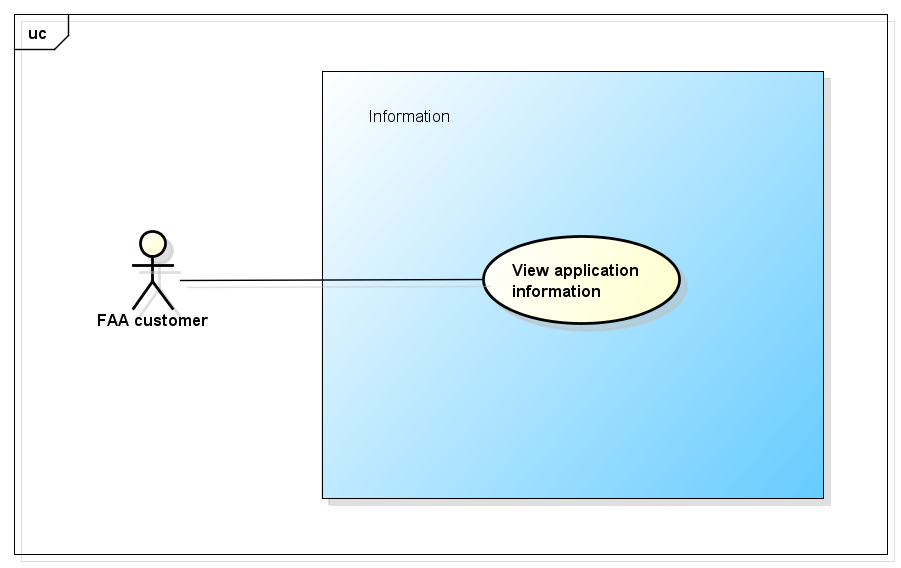 uc
Information
View application
information
FAA customer